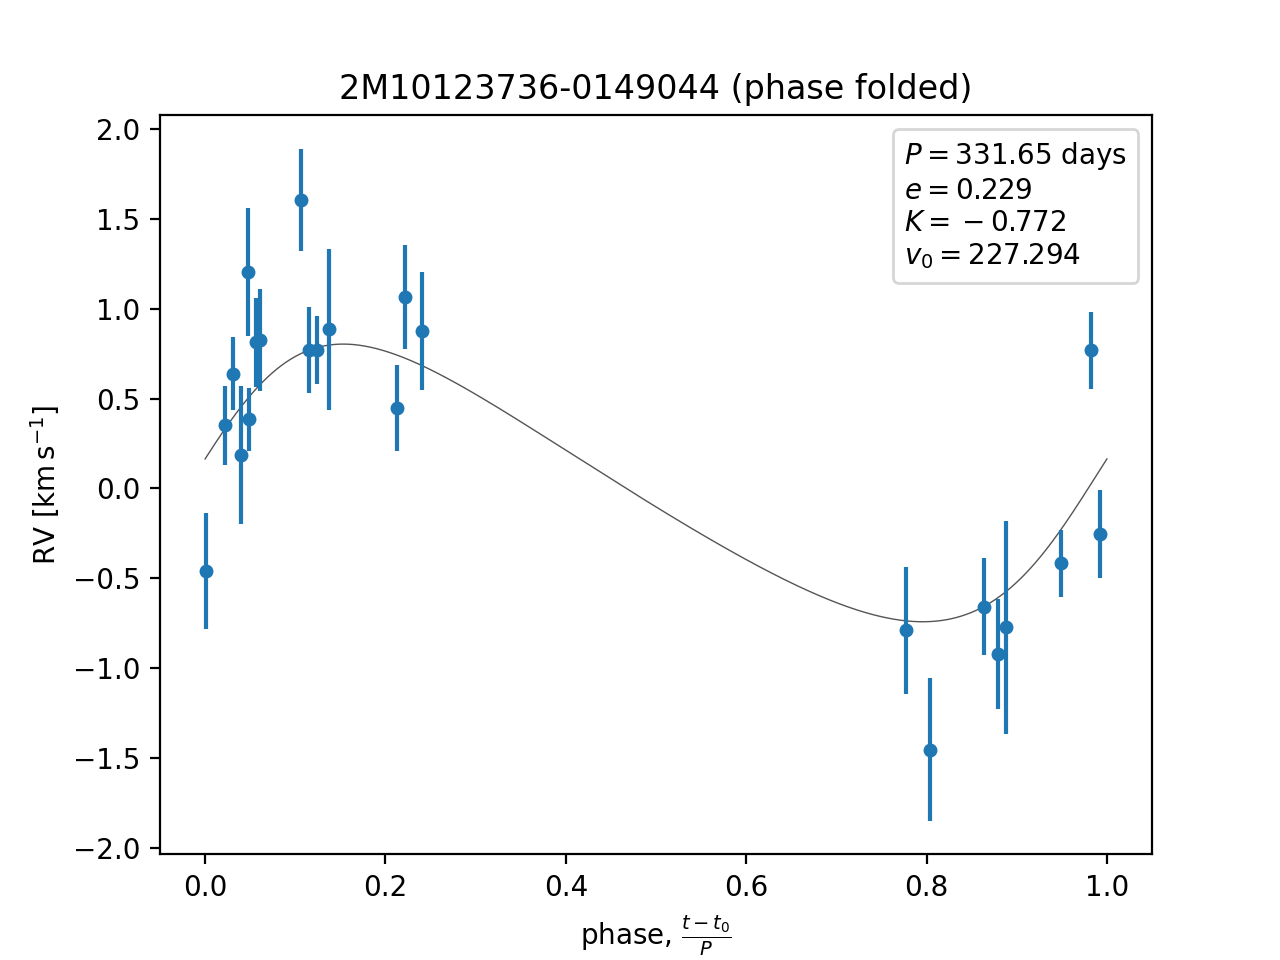 2M10123736-0149044 (phase folded)
P = 331.65 days
e = 0.229
K = −0.772
v₀ = 227.294
2.0
1.5
1.0
0.5
0.0
−0.5
−1.0
−1.5
−2.0
RV [km s⁻¹]
0.0 0.2 0.4 0.6 0.8 1.0
phase, (t − t₀)/P